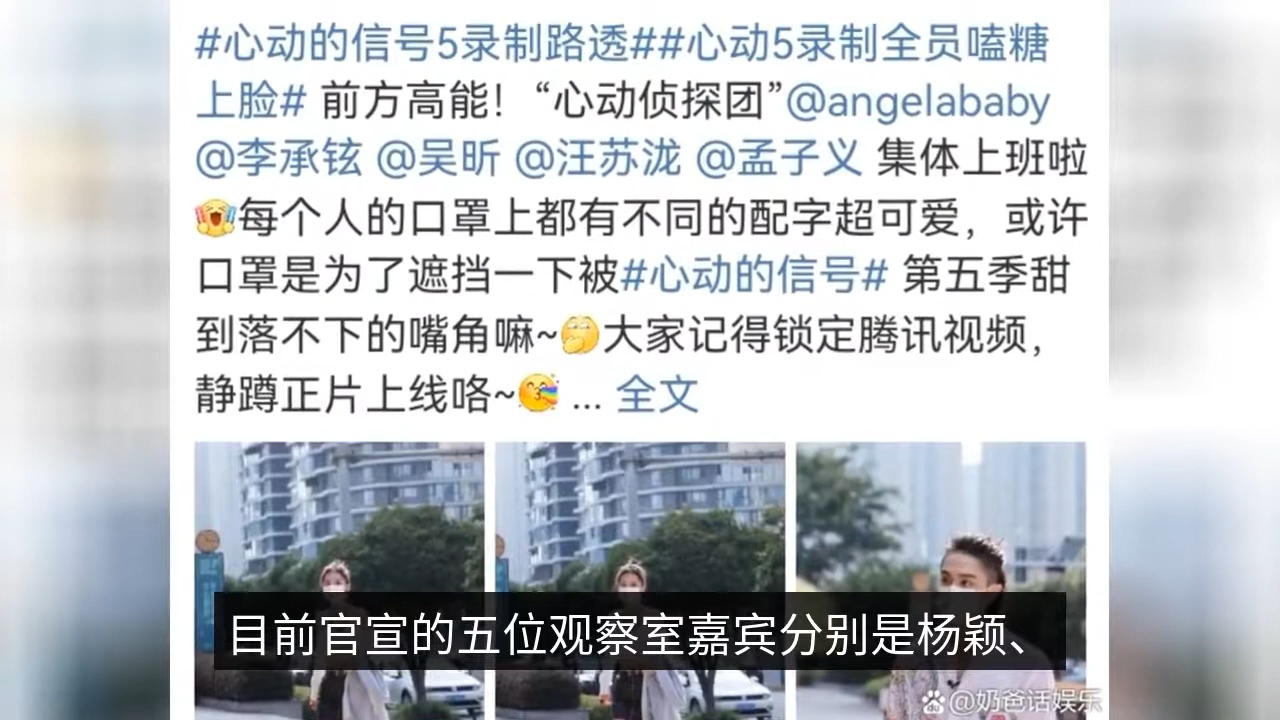 #心动的信号5录制路透##心动5录制全员嗑糖
上脸# 前方高能！“心动侦探团”@angelababy
@李承铉 @吴昕 @汪苏泷 @孟子义 集体上班啦
每个人的口罩上都有不同的配字超可爱，或许
口罩是为了遮挡一下被#心动的信号# 第五季甜
到落不下的嘴角嘛~大家记得锁定腾讯视频，
静蹲正片上线咯~ ... 全文
目前官宣的五位观察室嘉宾分别是杨颖、
@奶爸话娱乐